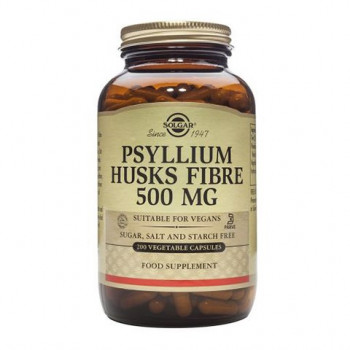 SOLGAR
Since 1947
PSYLLIUM
HUSKS FIBRE
500 MG
SUITABLE FOR VEGANS
SUGAR, SALT AND STARCH FREE
200 VEGETABLE CAPSULES
FOOD SUPPLEMENT